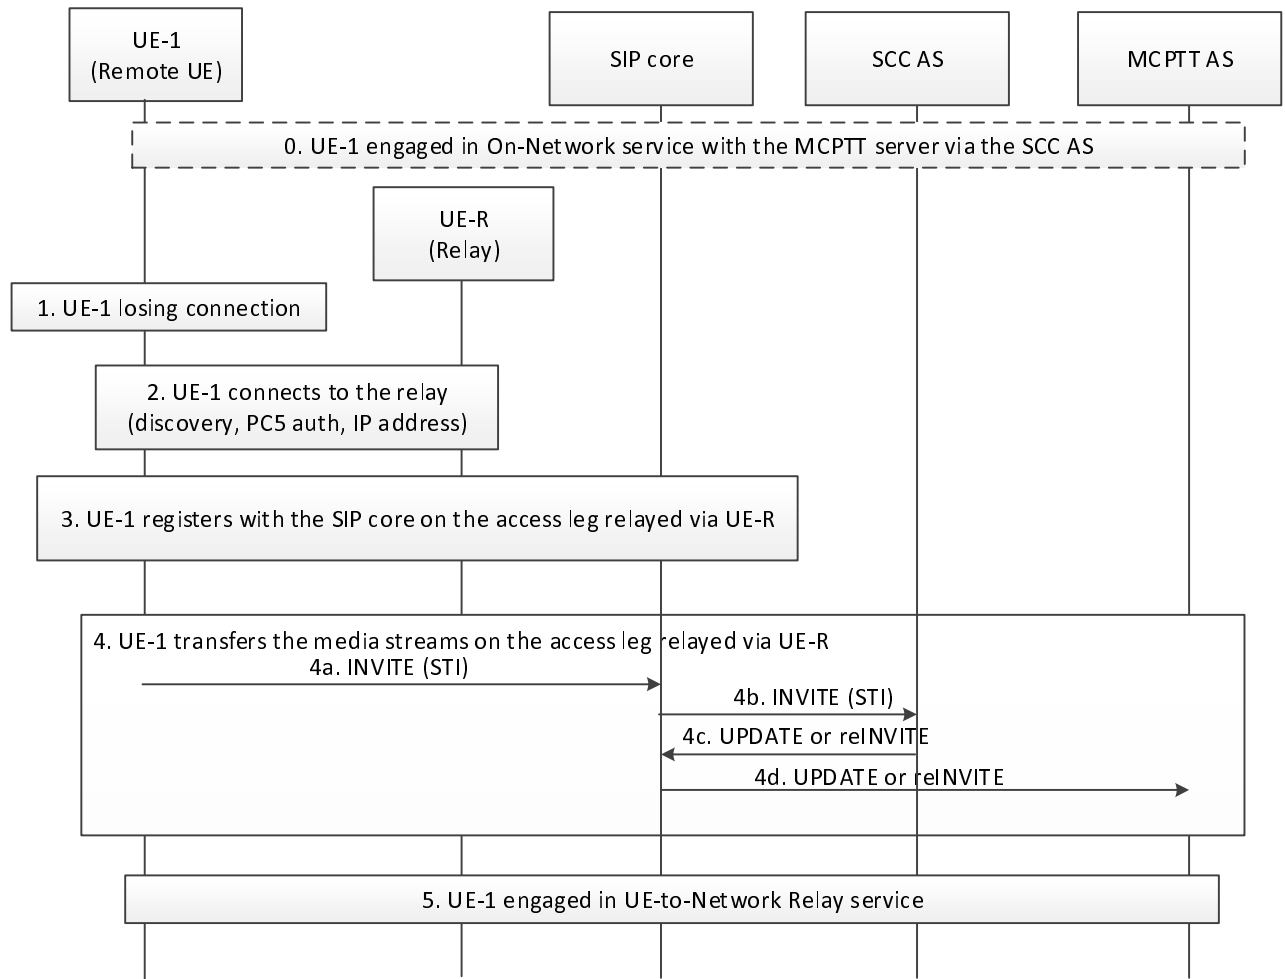 UE-1
(Remote UE)
SIP core
SCC AS
MCPTT AS
0. UE-1 engaged in On-Network service with the MCPTT server via the SCC AS
UE-R
(Relay)
1. UE-1 losing connection
2. UE-1 connects to the relay
(discovery, PC5 auth, IP address)
3. UE-1 registers with the SIP core on the access leg relayed via UE-R
4. UE-1 transfers the media streams on the access leg relayed via UE-R
4a. INVITE (STI)
4b. INVITE (STI)
4c. UPDATE or reINVITE
4d. UPDATE or reINVITE
5. UE-1 engaged in UE-to-Network Relay service